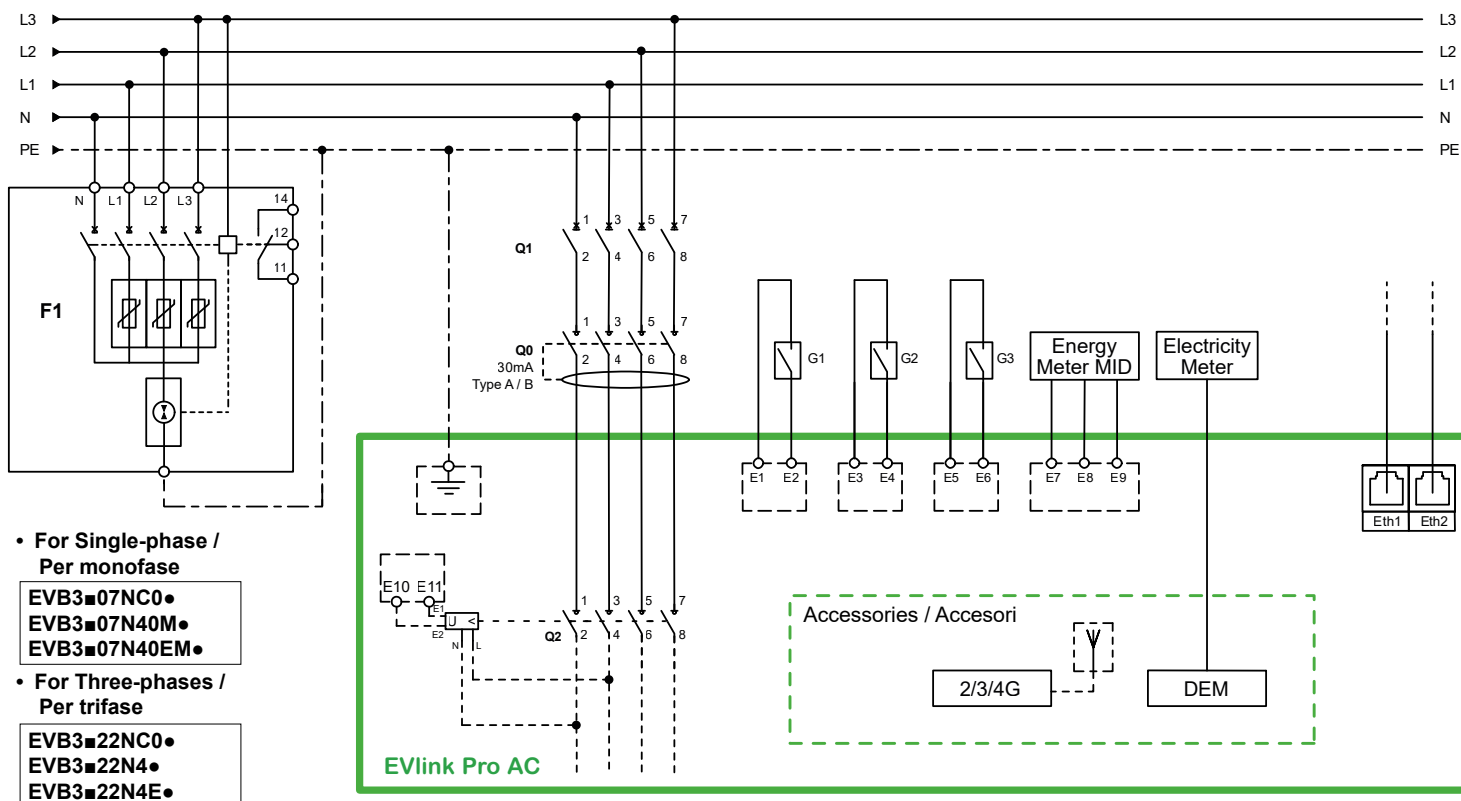 L3 L3
L2 L2
L1 L1
N N
PE PE
N L1 L2 L3 14
12
11
F1
1 3 5 7
Q1
2 4 6 8
1 3 5 7
Q0
30mA
Type A / B
2 4 6 8
G1 G2 G3
Energy
Meter MID
Electricity
Meter
E1 E2 E3 E4 E5 E6 E7 E8 E9
Eth1 Eth2
• For Single-phase /
Per monofase
EVB3■07NC0●
EVB3■07N40M●
EVB3■07N40EM●
• For Three-phases /
Per trifase
EVB3■22NC0●
EVB3■22N4●
EVB3■22N4E●
E10 E11
E1
E2
U <
N L
1 3 5 7
Q2
2 4 6 8
Accessories / Accesori
2/3/4G
DEM
EVlink Pro AC